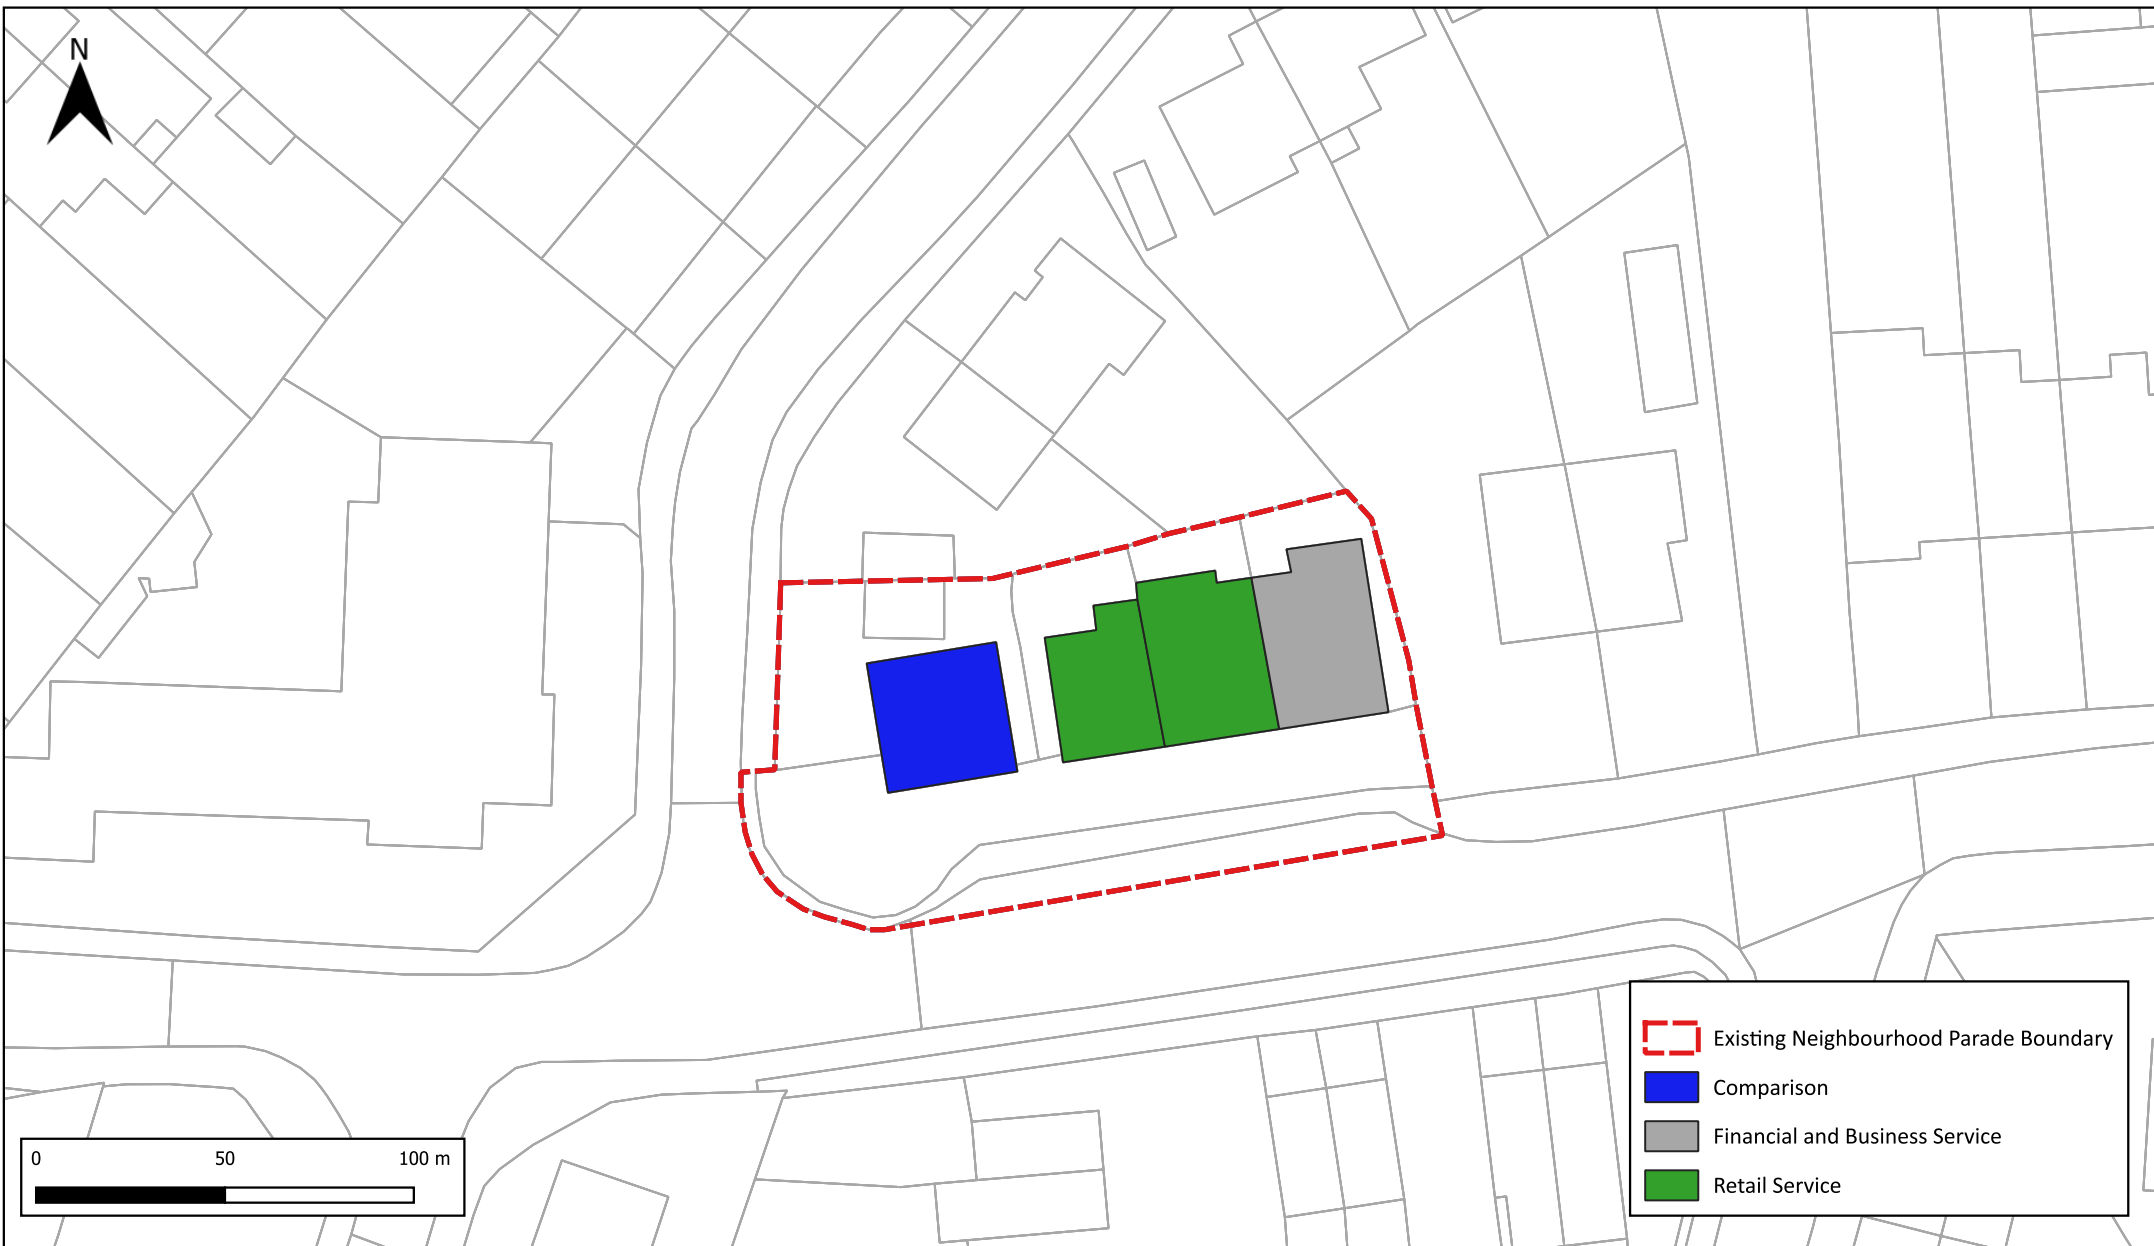 N
Existing Neighbourhood Parade Boundary
Comparison
Financial and Business Service
Retail Service
0 50 100 m